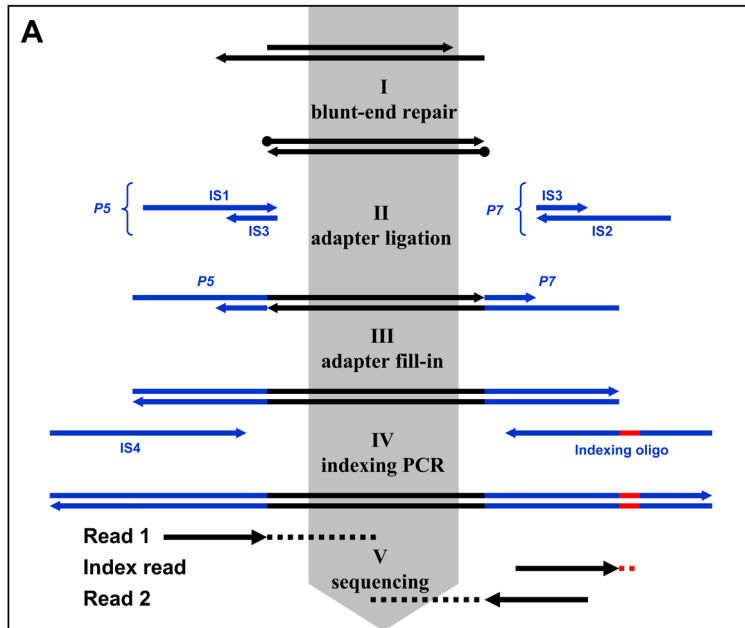 A
I
blunt-end repair
P5
IS1
IS3
II
adapter ligation
P7
IS3
IS2
P5
P7
III
adapter fill-in
IS4
IV
indexing PCR
Indexing oligo
Read 1
Index read
Read 2
V
sequencing